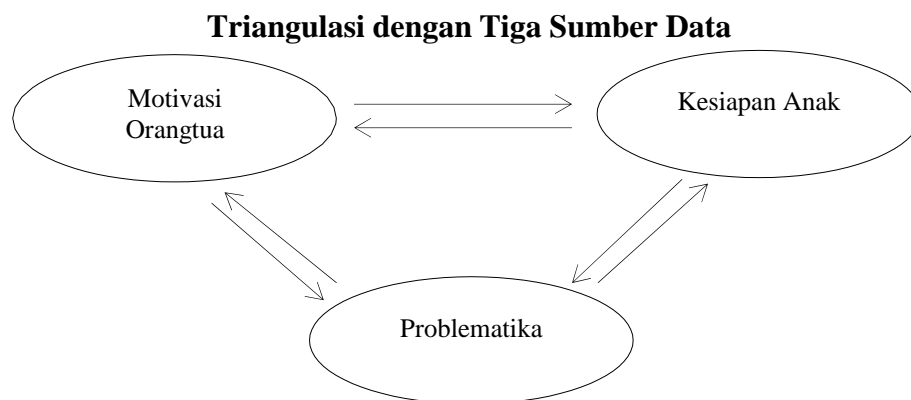 Triangulasi dengan Tiga Sumber Data
Motivasi
Orangtua
Kesiapan Anak
Problematika